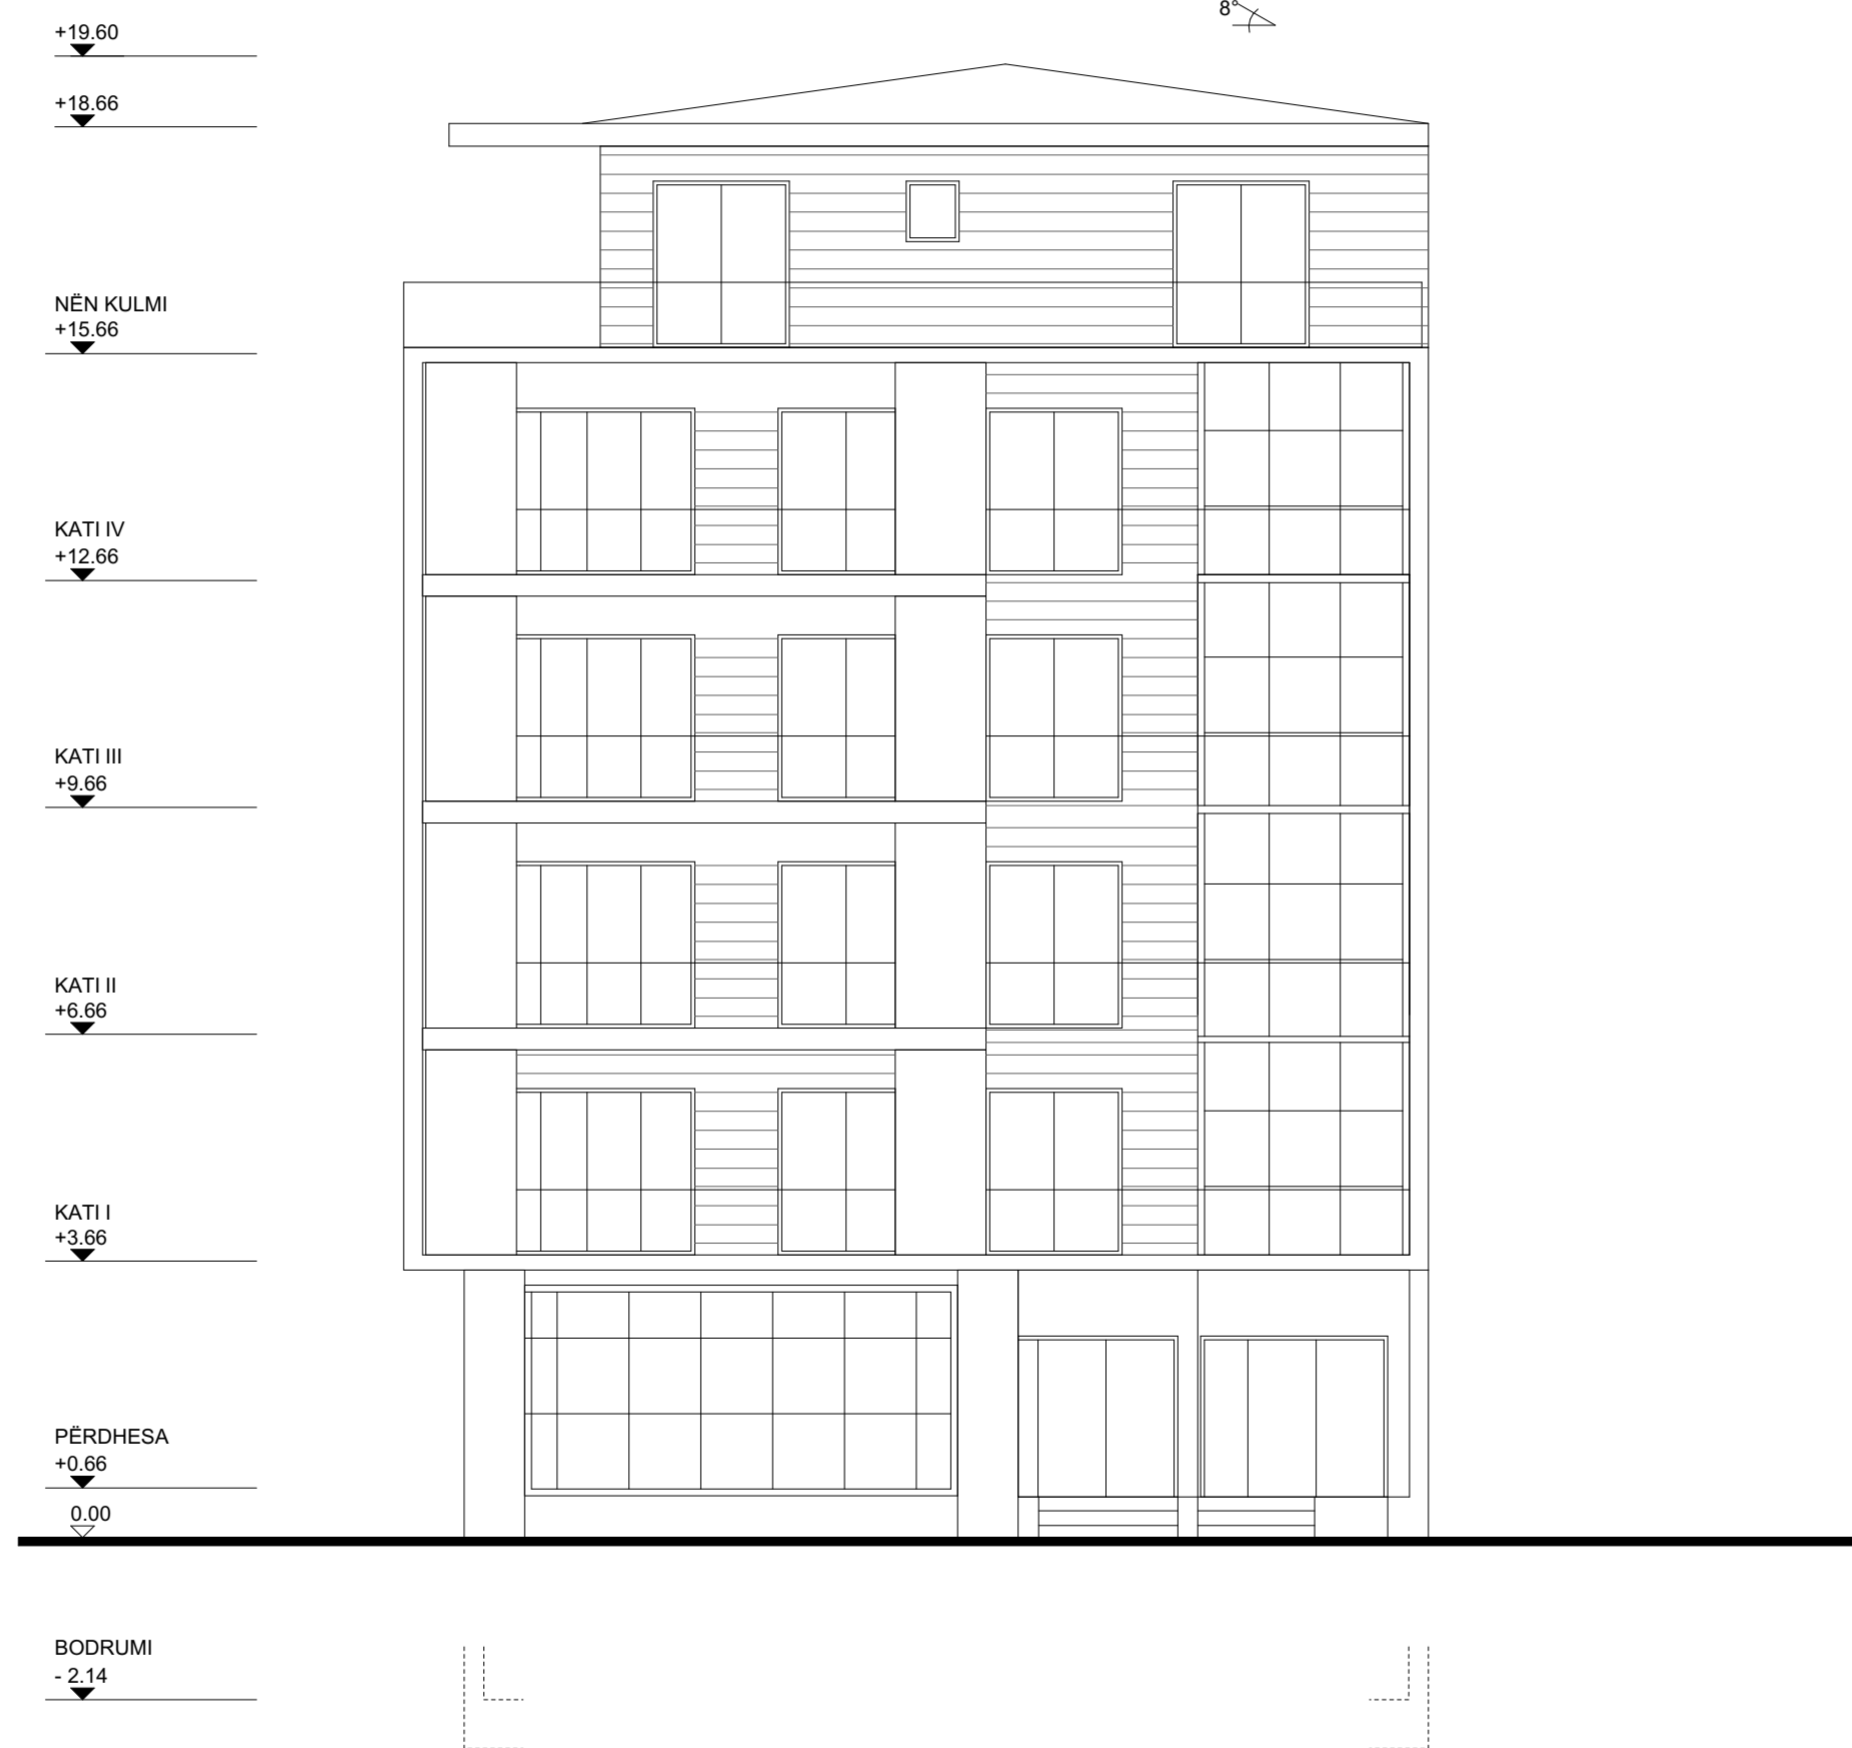 8°
+19.60
+18.66
NËN KULMI
+15.66
KATI IV
+12.66
KATI III
+9.66
KATI II
+6.66
KATI I
+3.66
PËRDHESA
+0.66
0.00
BODRUMI
- 2.14